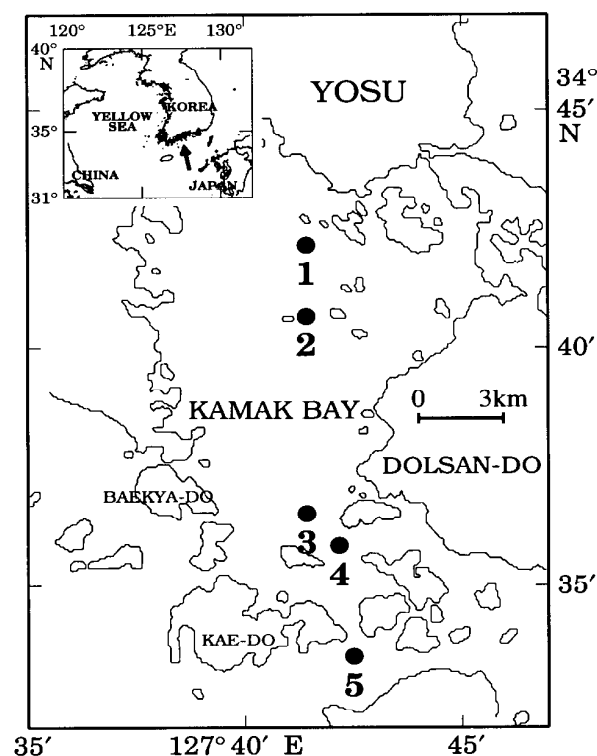 120° 125°E 130°
40°
N
35°
31°
KOREA
YELLOW
SEA
CHINA
JAPAN
YOSU
34°
45′
N
1
2
40′
KAMAK BAY
0 3km
DOLSAN-DO
BAEKYA-DO
3
4
35′
KAE-DO
5
35′ 127° 40′ E 45′